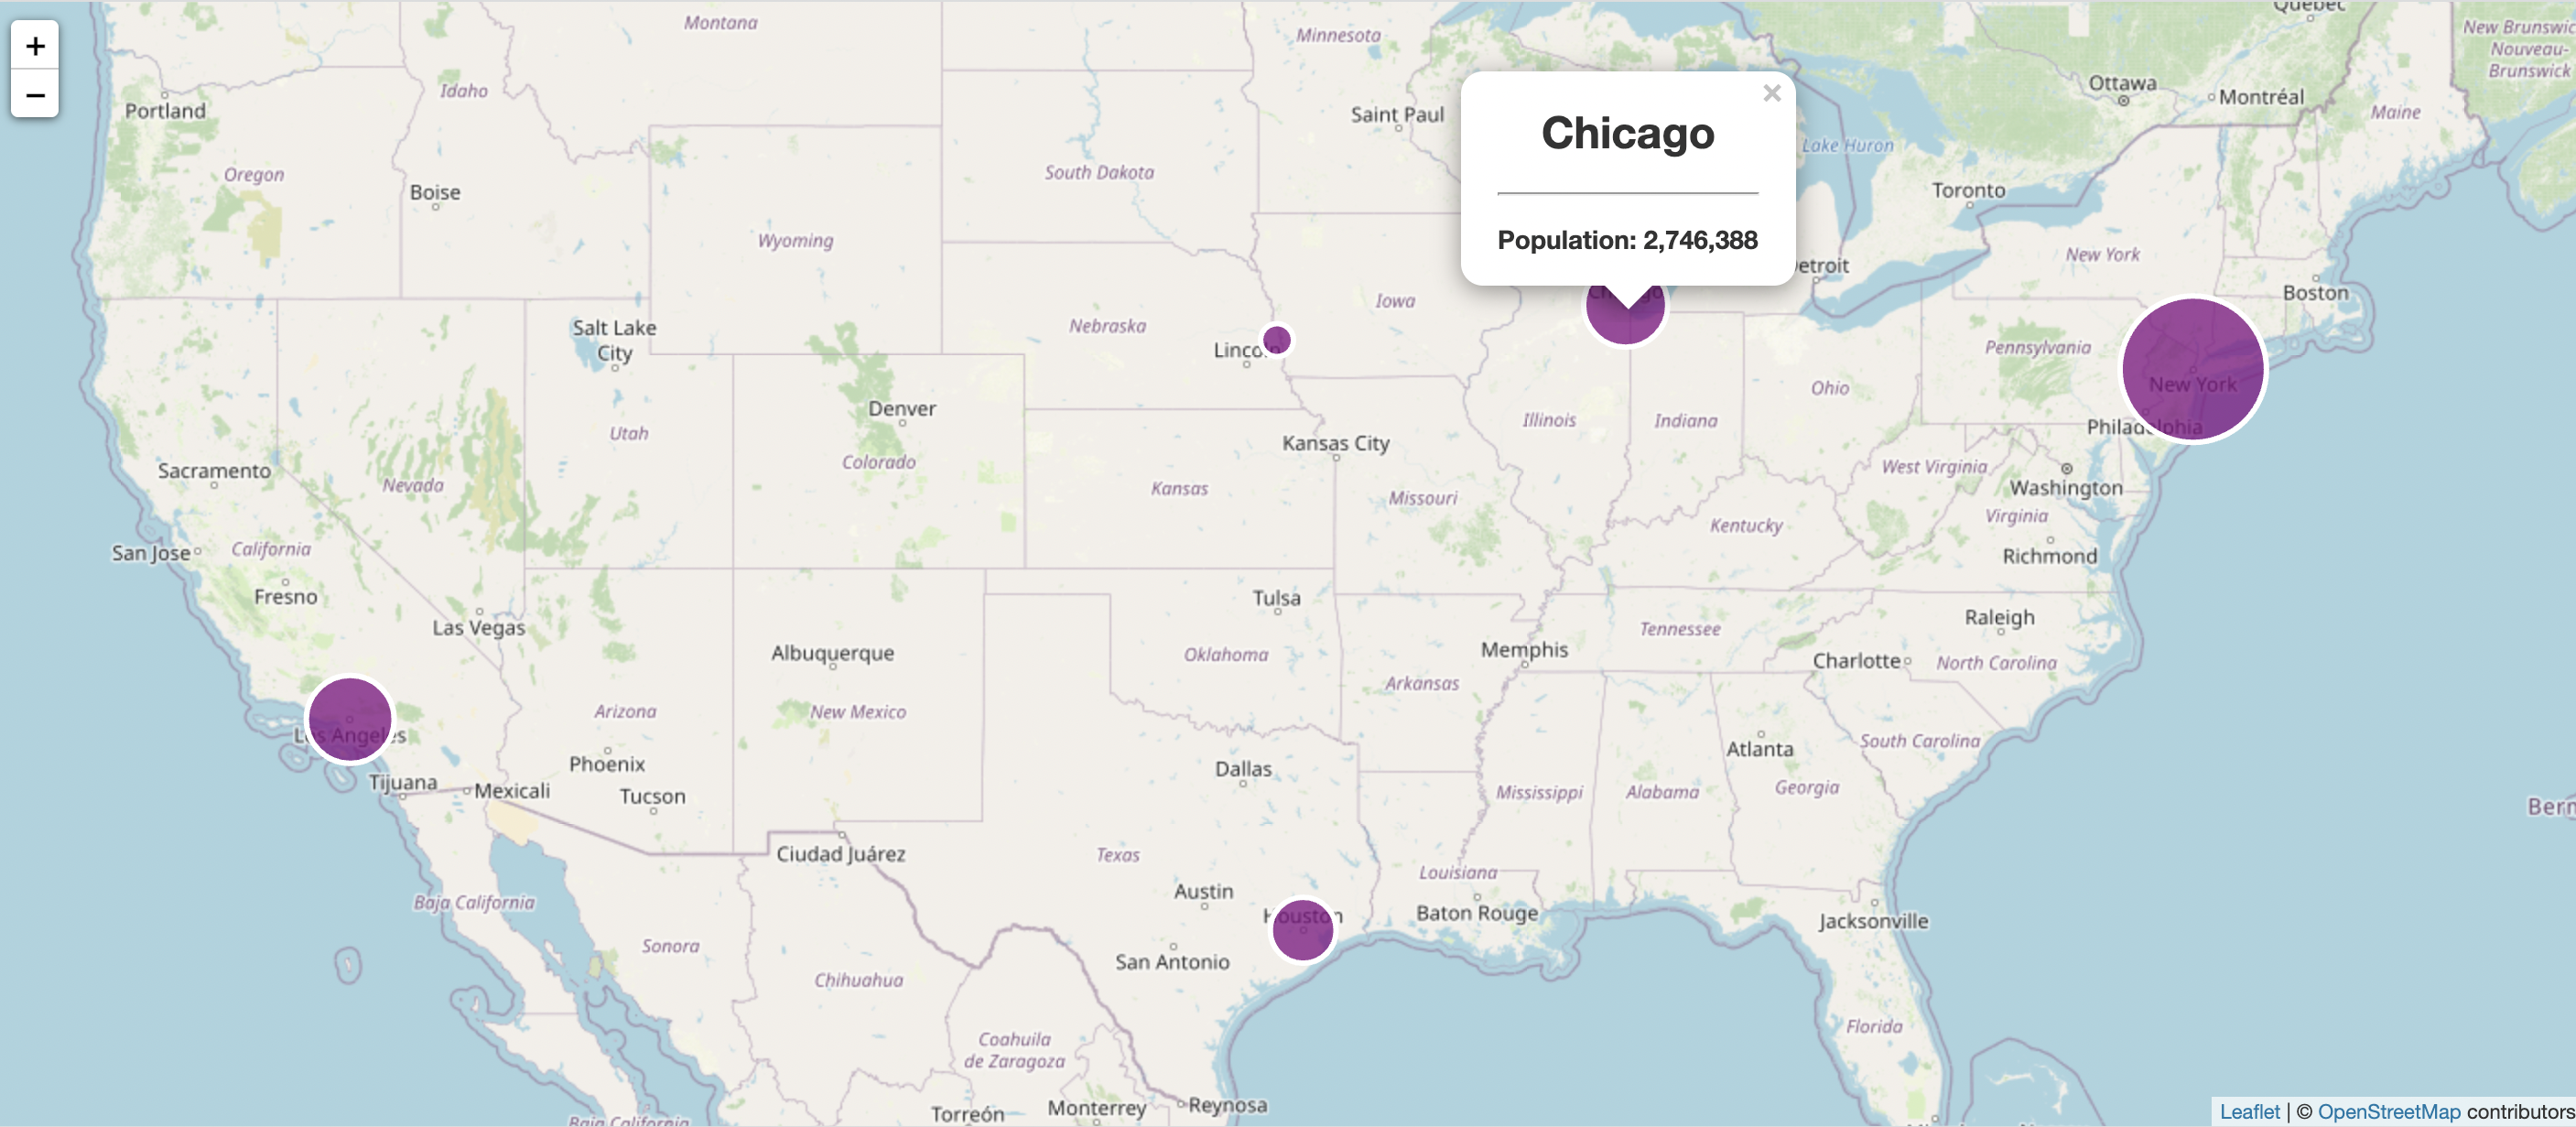 +
−
Québec
Montana
Minnesota
New Brunswic
Nouveau-
Brunswick
Portland
Idaho
Saint Paul
×
Chicago
Population: 2,746,388
Ottawa
Montréal
Maine
Lake Huron
Oregon
Boise
South Dakota
Toronto
Wyoming
New York
etroit
Boston
Iowa
Chicago
Salt Lake
City
Nebraska
Lincoln
Pennsylvania
New York
Ohio
Denver
Utah
Illinois
Indiana
Philadelphia
Kansas City
Colorado
Sacramento
Nevada
Kansas
Missouri
West Virginia
Washington
Virginia
Kentucky
San Jose
California
Richmond
Fresno
Tulsa
Las Vegas
Raleigh
Tennessee
Albuquerque
Oklahoma
Memphis
Charlotte
North Carolina
Arkansas
Arizona
New Mexico
Los Angeles
South Carolina
Atlanta
Phoenix
Dallas
Tijuana
Mexicali
Tucson
Mississippi
Alabama
Georgia
Bern
Ciudad Juárez
Texas
Louisiana
Austin
Baja California
Houston
Baton Rouge
Jacksonville
Sonora
San Antonio
Chihuahua
Florida
Coahuila
de Zaragoza
Torreón
Monterrey
Reynosa
Baja California
Leaflet | © OpenStreetMap contributors